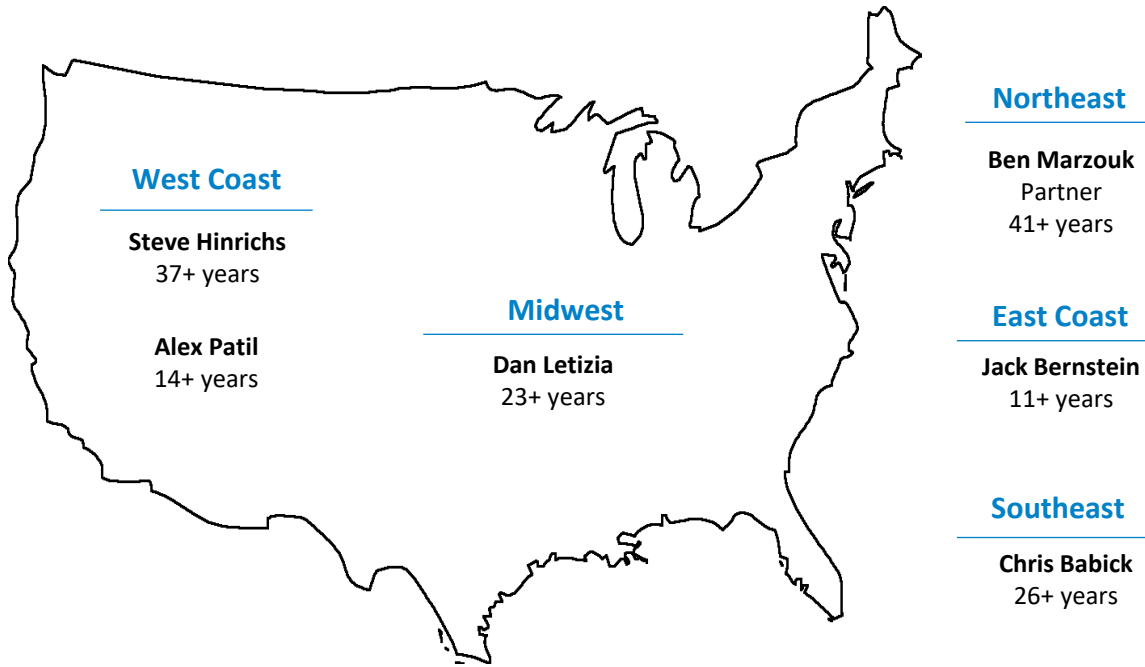 West Coast
Steve Hinrichs
37+ years
Alex Patil
14+ years
Midwest
Dan Letizia
23+ years
Northeast
Ben Marzouk
Partner
41+ years
East Coast
Jack Bernstein
11+ years
Southeast
Chris Babick
26+ years